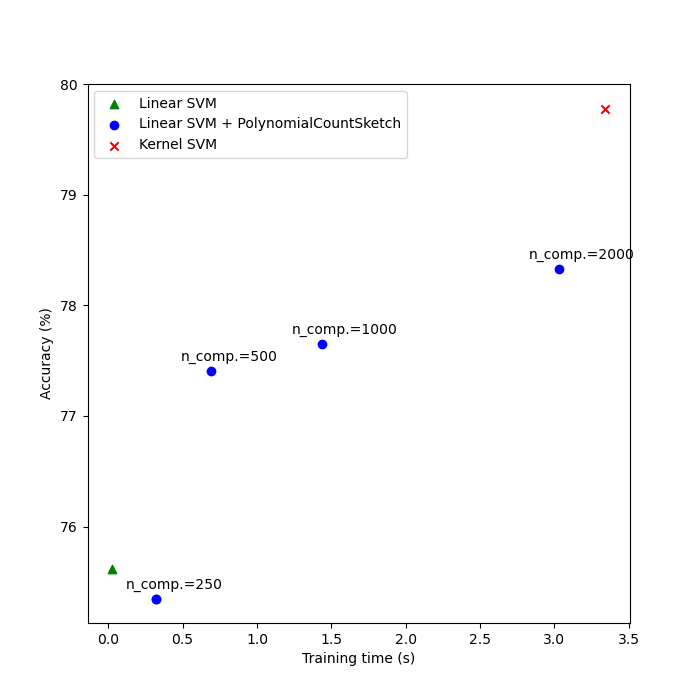 80
Linear SVM
Linear SVM + PolynomialCountSketch
Kernel SVM
79
n_comp.=2000
78
n_comp.=1000
n_comp.=500
Accuracy (%)
77
76
n_comp.=250
0.0 0.5 1.0 1.5 2.0 2.5 3.0 3.5
Training time (s)